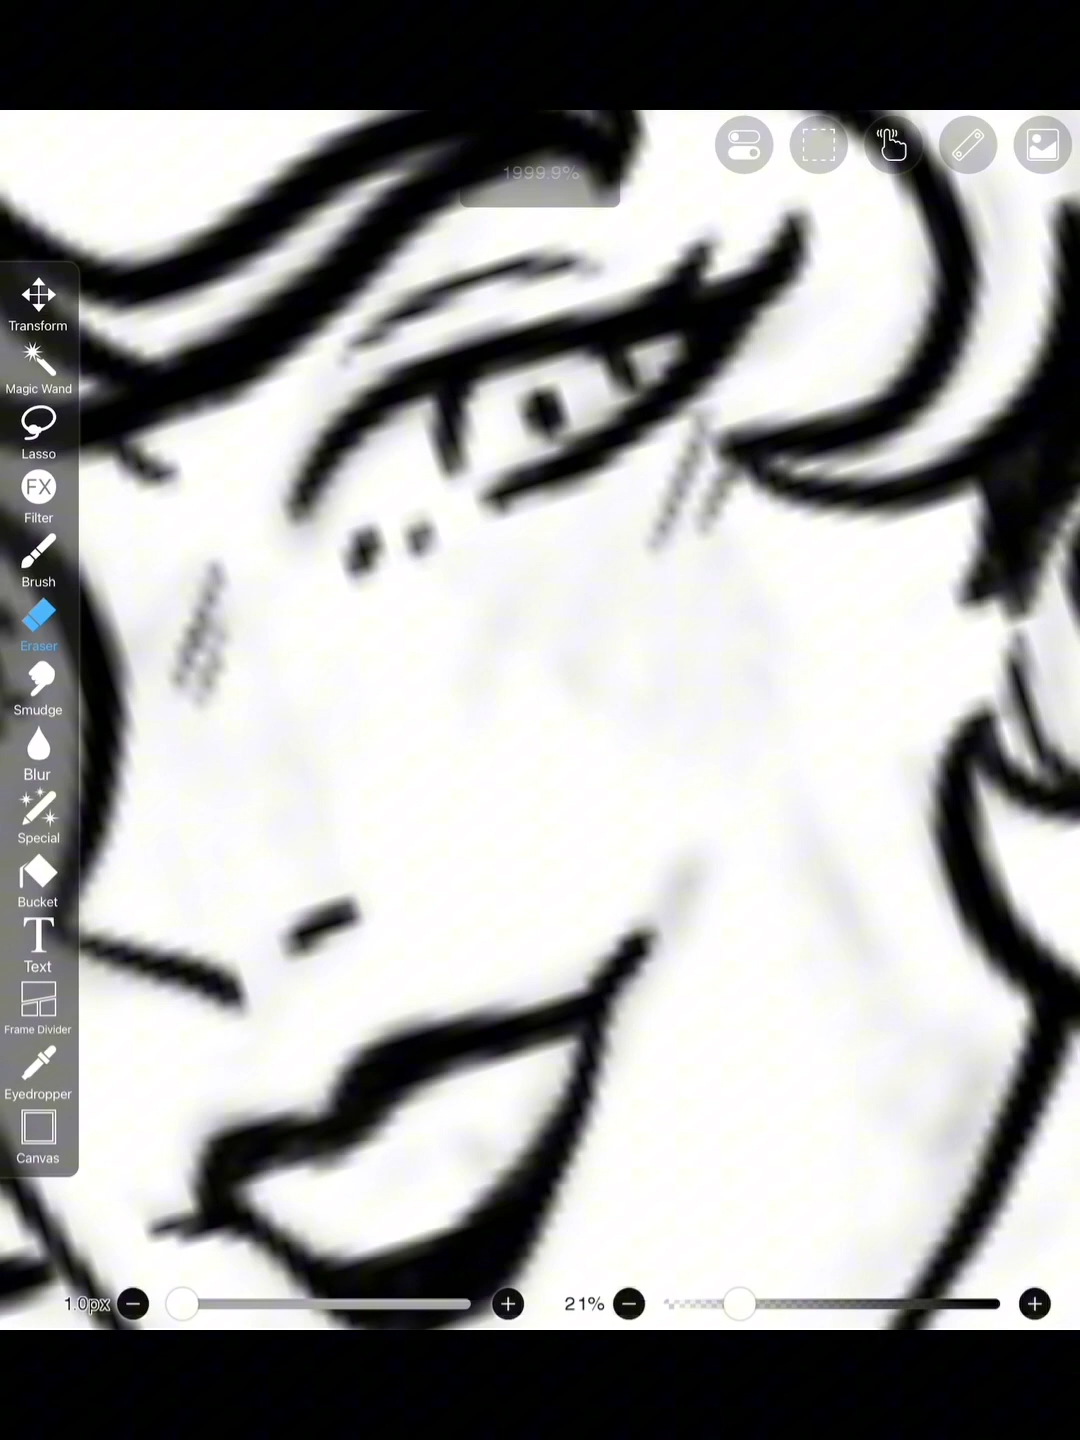 1999.9%
Transform
Magic Wand
Lasso
FX
Filter
Brush
Eraser
Smudge
Blur
Special
Bucket
T
Text
Frame Divider
Eyedropper
Canvas
1.0px
21%